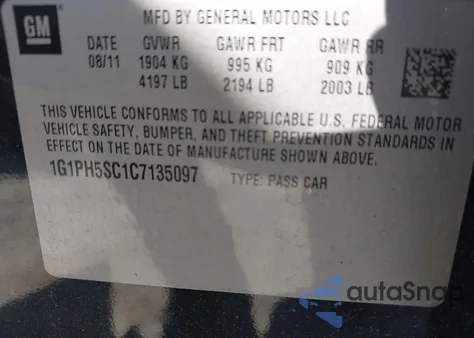 GM
MFD BY GENERAL MOTORS LLC
DATE GVWR GAWR FRT GAWR RR
08/11 1904 KG 995 KG 909 KG
4197 LB 2194 LB 2003 LB
THIS VEHICLE CONFORMS TO ALL APPLICABLE U.S. FEDERAL MOTOR
VEHICLE SAFETY, BUMPER, AND THEFT PREVENTION STANDARDS IN
EFFECT ON THE DATE OF MANUFACTURE SHOWN ABOVE.
1G1PH5SC1C7135097 TYPE: PASS CAR
autoSnap